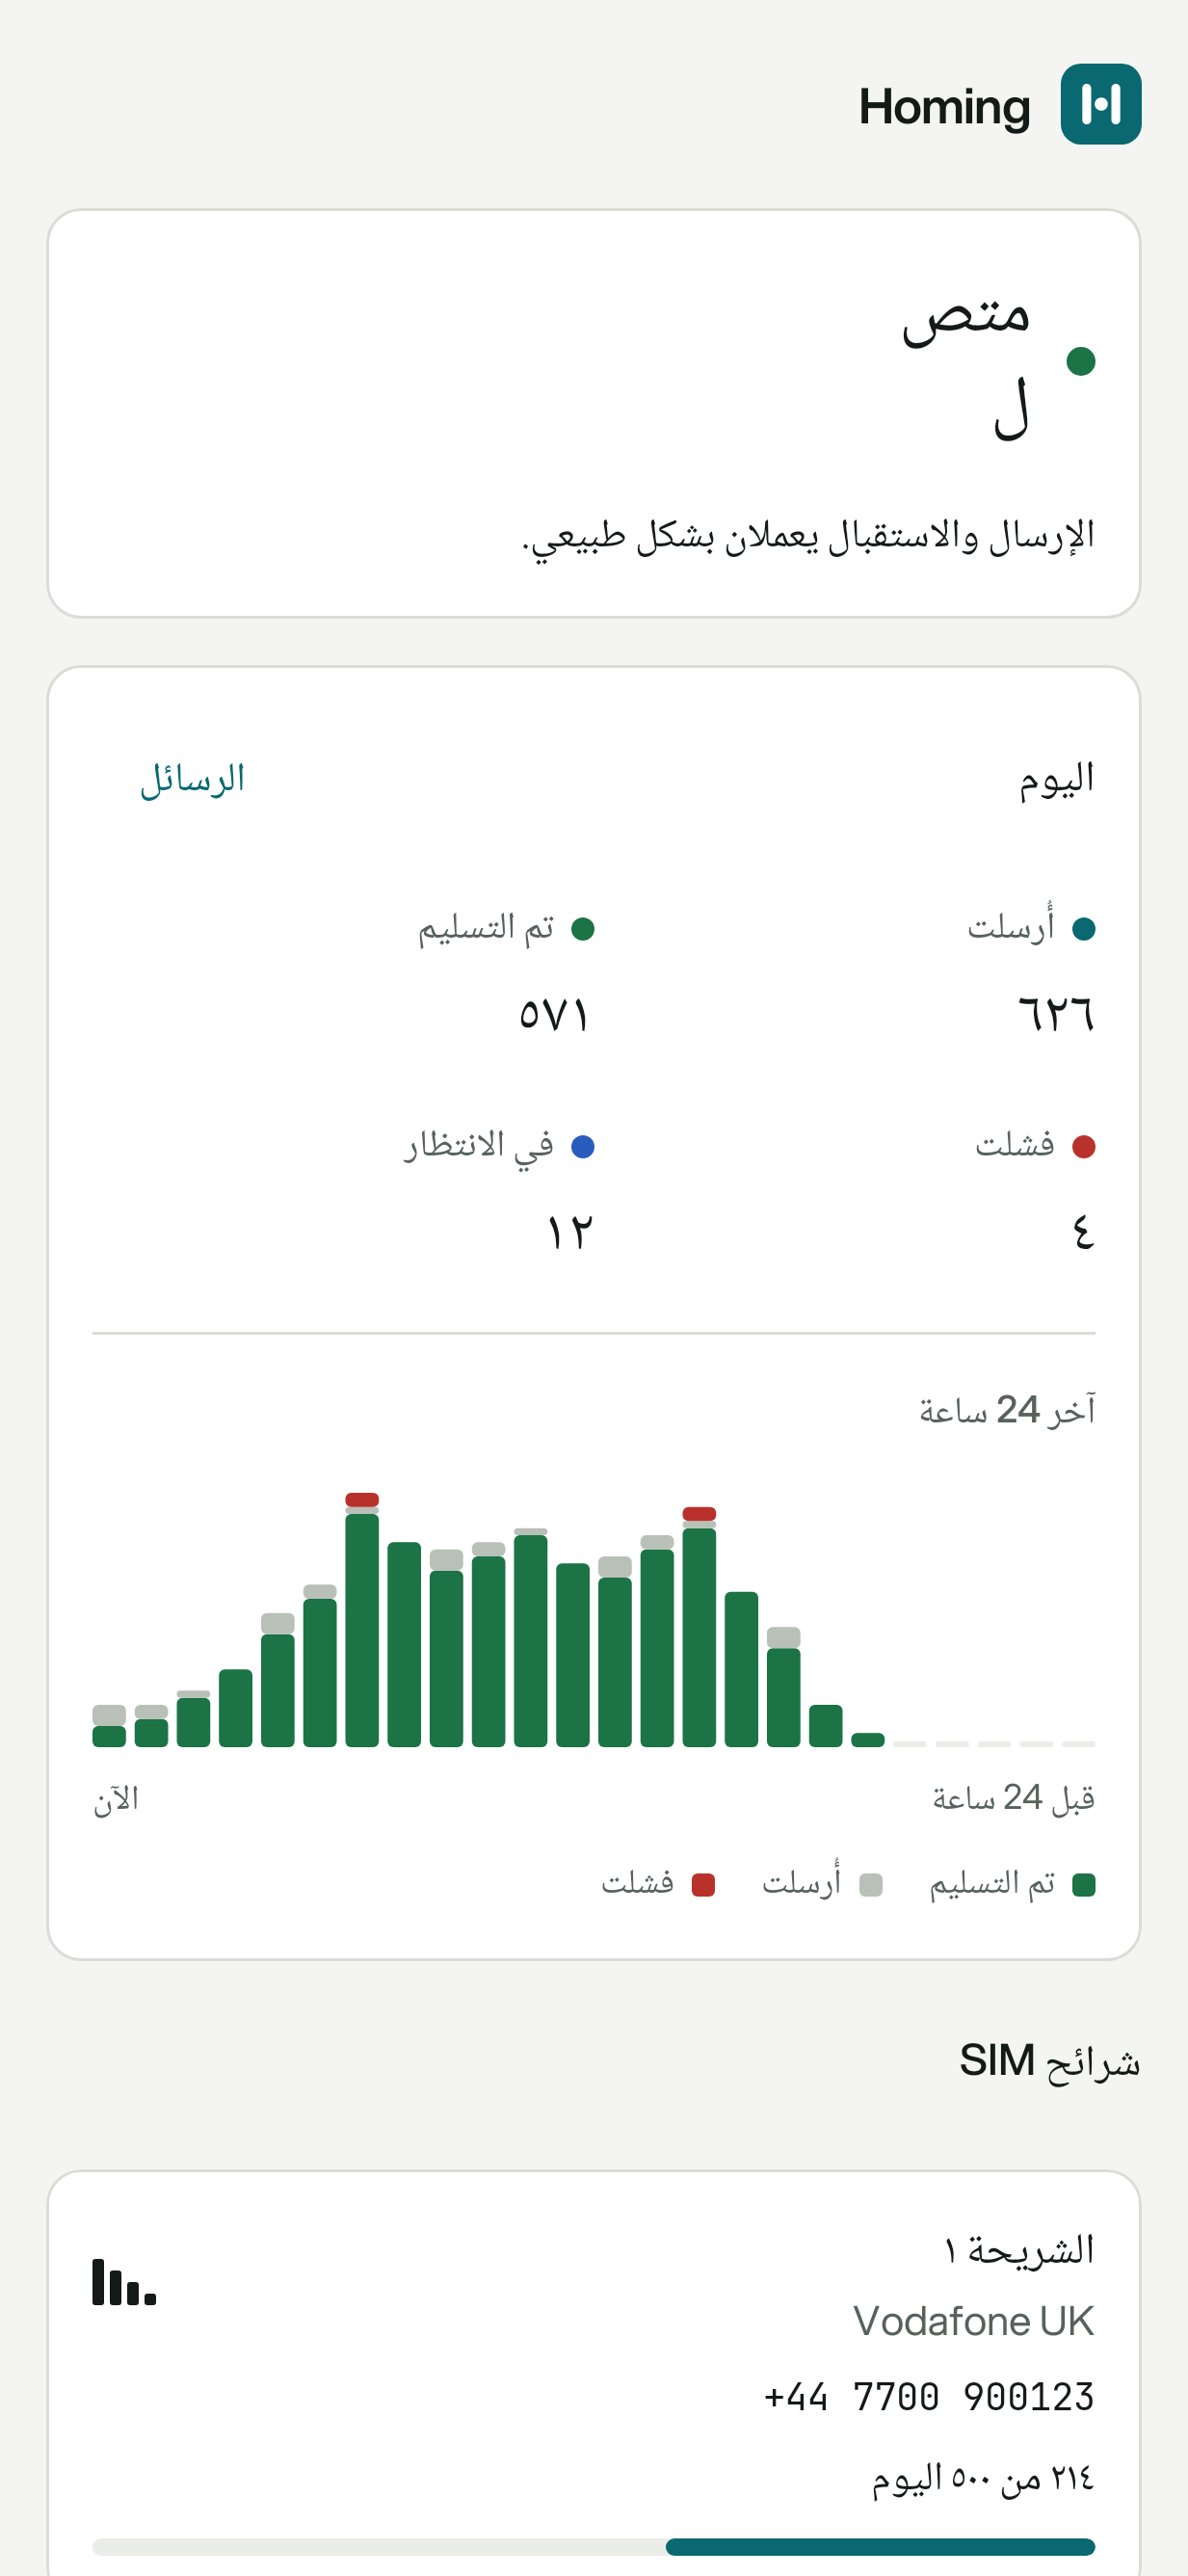 Homing
متص
ل
الإرسال والاستقبال يعملان بشكل طبيعي.
اليوم
الرسائل
أُرسلت
تم التسليم
٦٢٦
٥٧١
فشلت
في الانتظار
٤
١٢
آخر 24 ساعة
قبل 24 ساعة
الآن
تم التسليم
أُرسلت
فشلت
شرائح SIM
الشريحة ١
Vodafone UK
+44 7700 900123
٢١٤ من ٥٠٠ اليوم